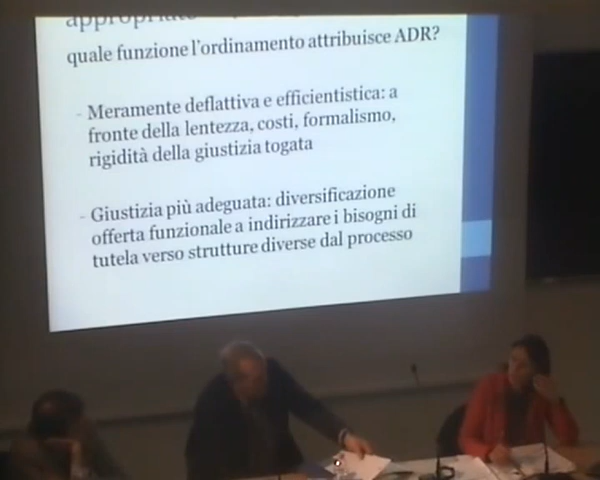 appropriate
quale funzione l'ordinamento attribuisce ADR?
- Meramente deflattiva e efficientistica: a
fronte della lentezza, costi, formalismo,
rigidità della giustizia togata
- Giustizia più adeguata: diversificazione
offerta funzionale a indirizzare i bisogni di
tutela verso strutture diverse dal processo